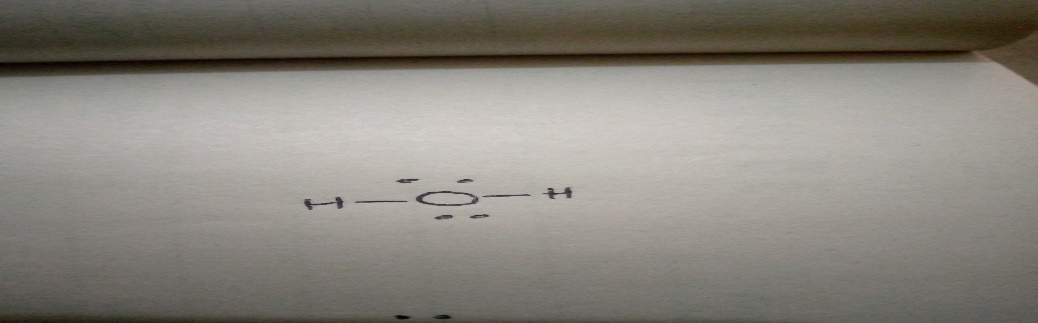 H — O — H